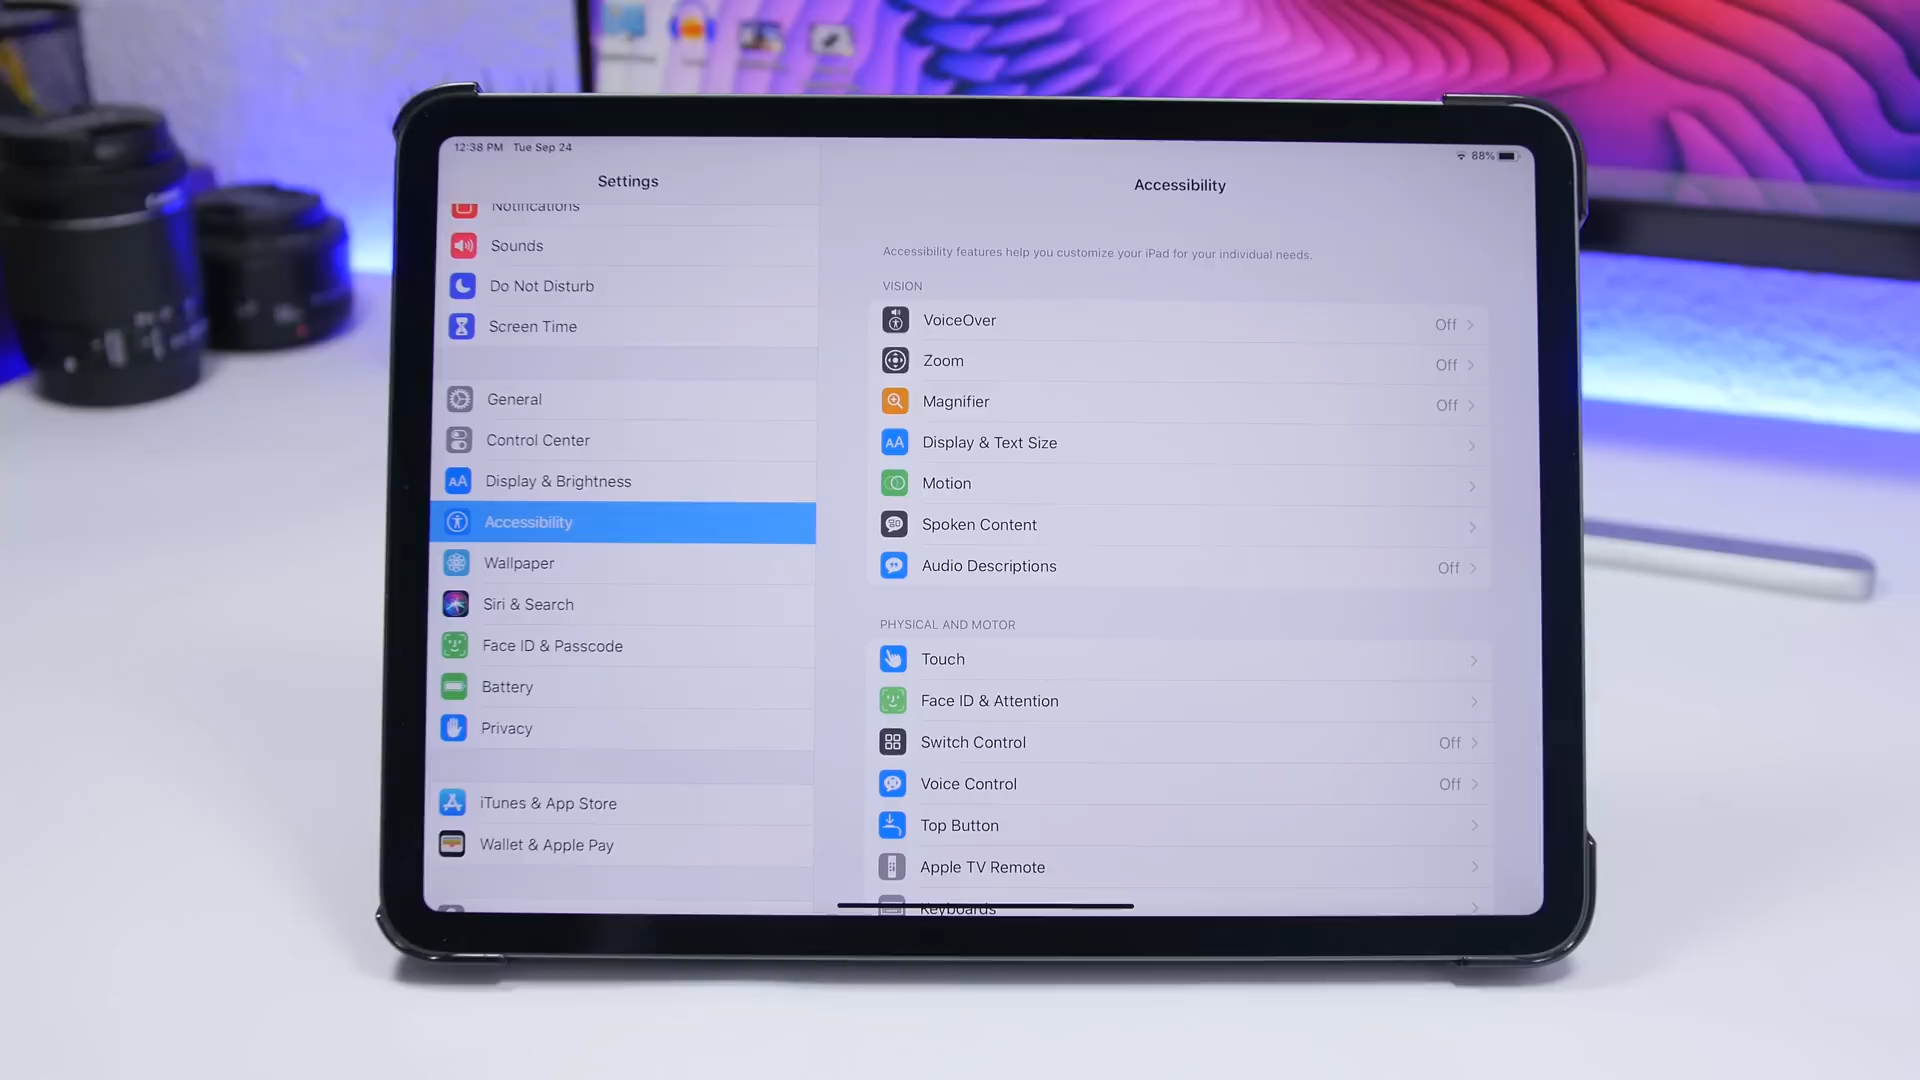 12:38 PM Tue Sep 24
88%
Settings
Notifications
Sounds
Do Not Disturb
Screen Time
General
Control Center
AA Display & Brightness
Accessibility
Wallpaper
Siri & Search
Face ID & Passcode
Battery
Privacy
iTunes & App Store
Wallet & Apple Pay
Accessibility
Accessibility features help you customize your iPad for your individual needs.
VISION
VoiceOver Off
Zoom Off
Magnifier Off
AA Display & Text Size
Motion
Spoken Content
Audio Descriptions Off
PHYSICAL AND MOTOR
Touch
Face ID & Attention
Switch Control Off
Voice Control Off
Top Button
Apple TV Remote
Keyboards